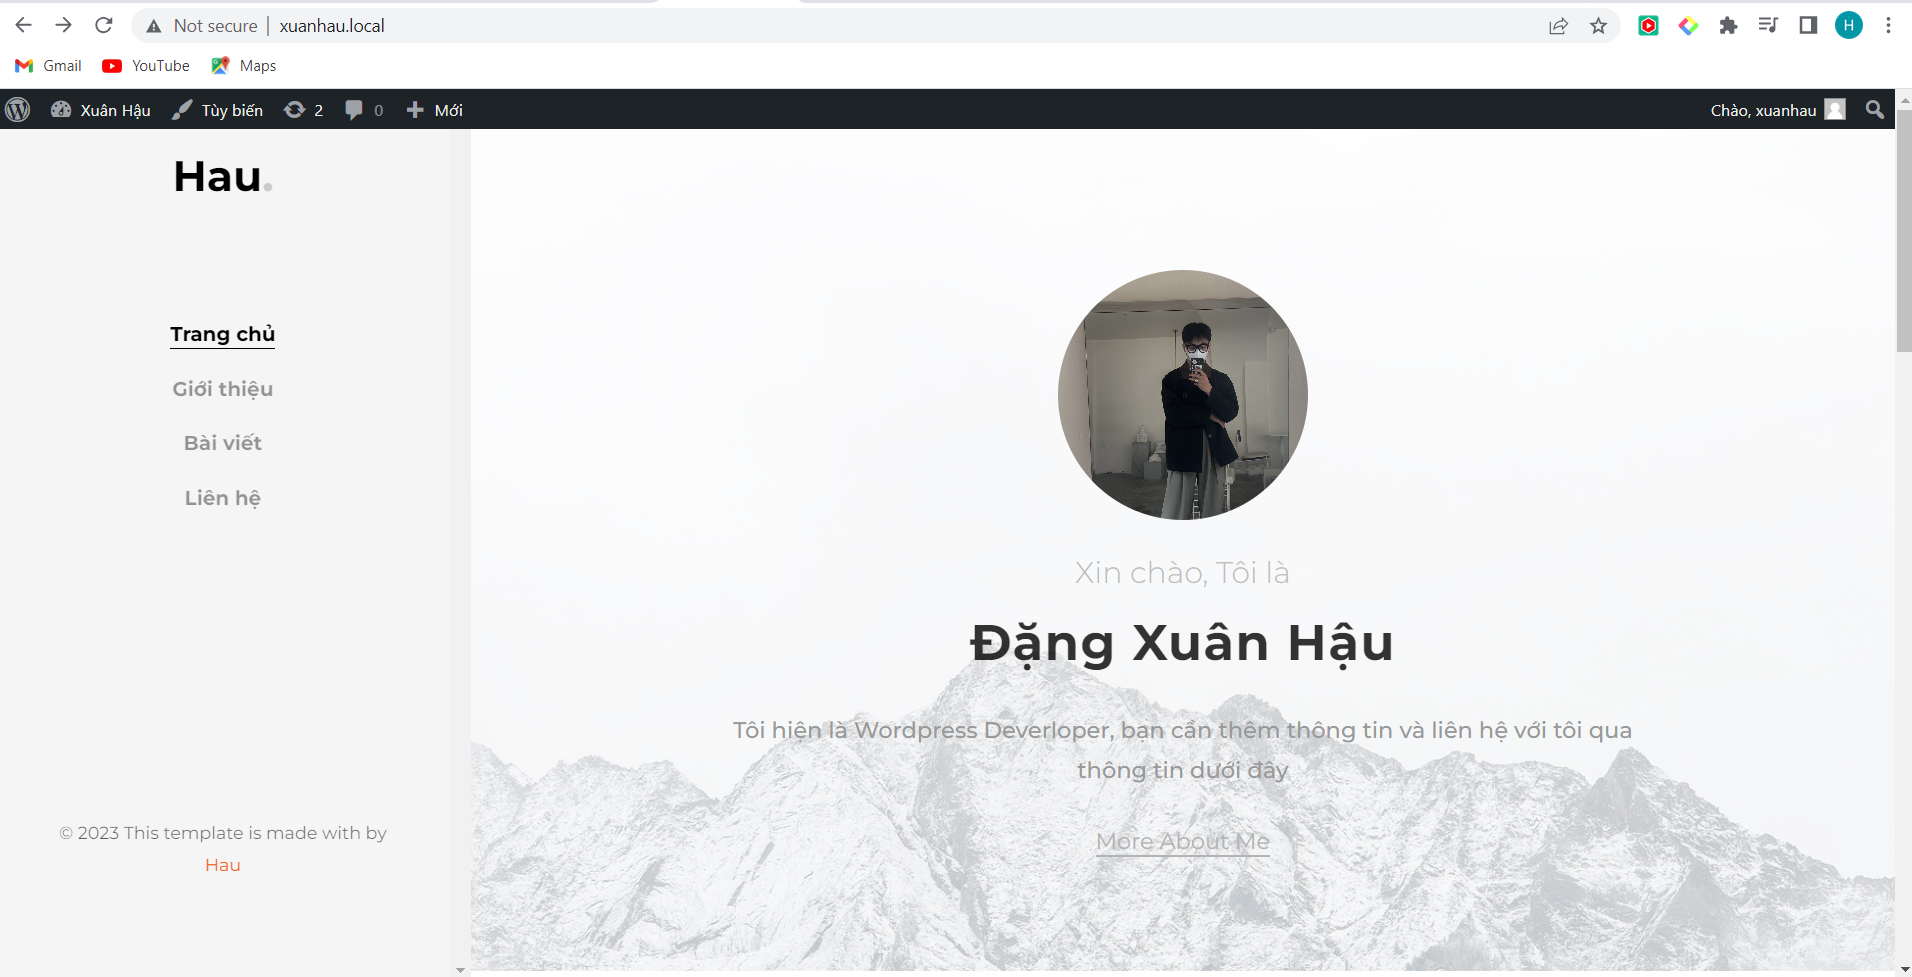 Not secure | xuanhau.local
H
Gmail YouTube Maps
Xuân Hậu Tùy biến 2 0 Mới Chào, xuanhau
Hau.
Trang chủ
Giới thiệu
Bài viết
Liên hệ
© 2023 This template is made with by
Hau
Xin chào, Tôi là
Đặng Xuân Hậu
Tôi hiện là Wordpress Deverloper, bạn cần thêm thông tin và liên hệ với tôi qua
thông tin dưới đây
More About Me